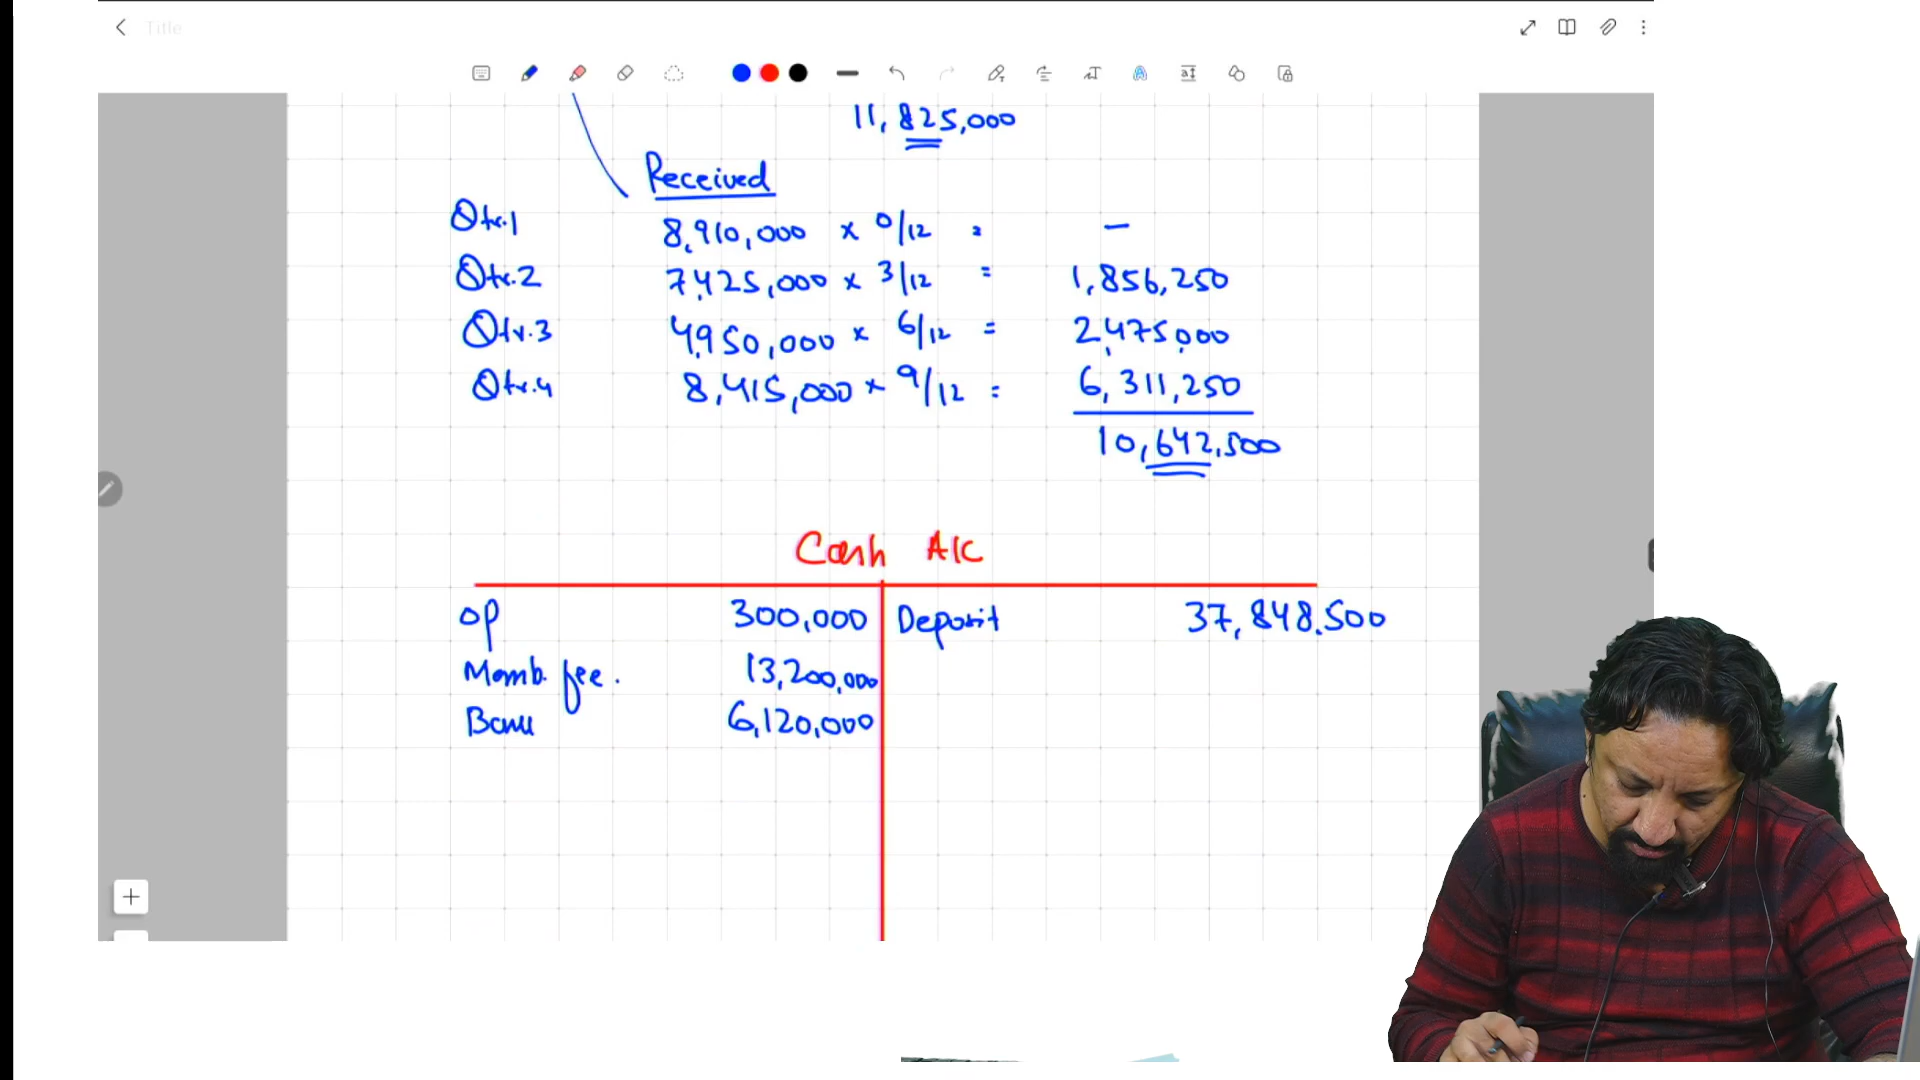 Title
11,825,000
Received
Qtr.1 8,910,000 x 0/12 = -
Qtr.2 7,425,000 x 3/12 = 1,856,250
Qtr.3 4,950,000 x 6/12 = 2,475,000
Qtr.4 8,415,000 x 9/12 = 6,311,250
10,642,500
Cash A/C
OP 300,000 Deposit 37,848,500
Memb. fee. 13,200,000
6,120,000